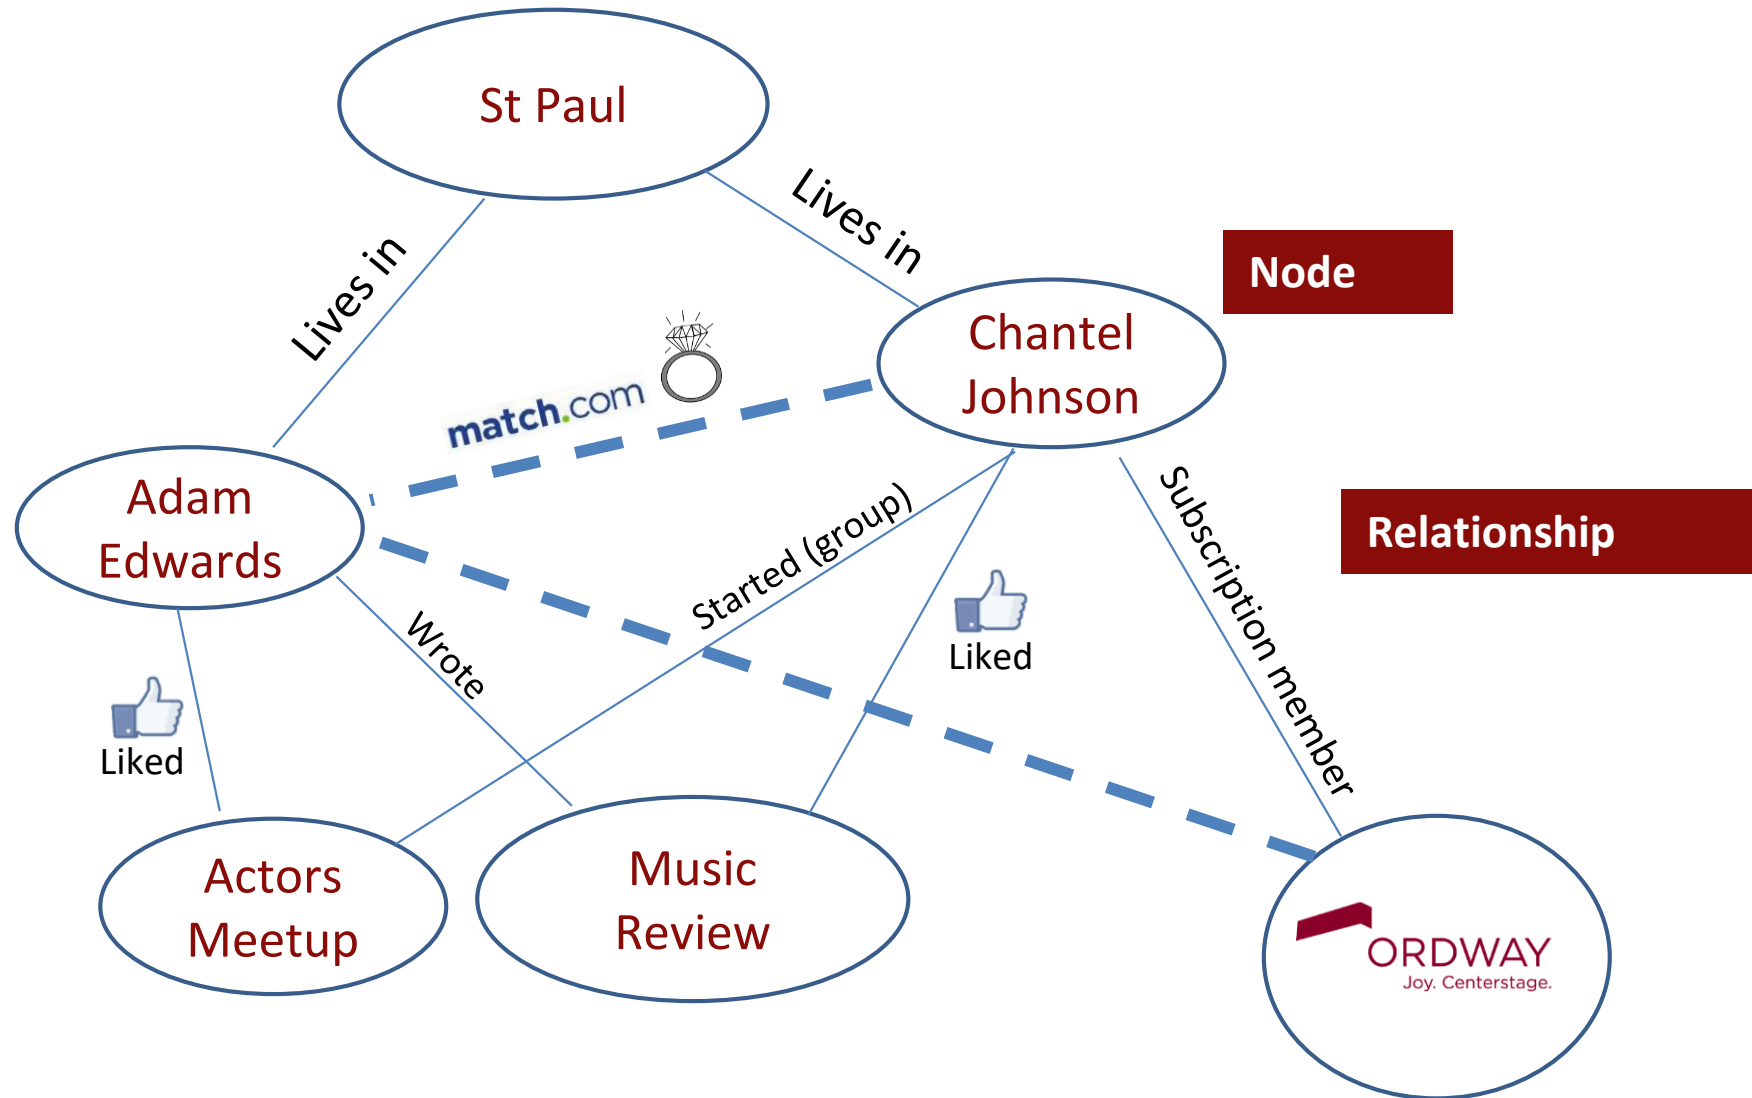 St Paul
Lives in
Lives in
Node
Chantel
Johnson
match.com
Adam
Edwards
Relationship
Subscription member
Started (group)
Wrote
Liked
Liked
Actors
Meetup
Music
Review
ORDWAY
Joy. Centerstage.